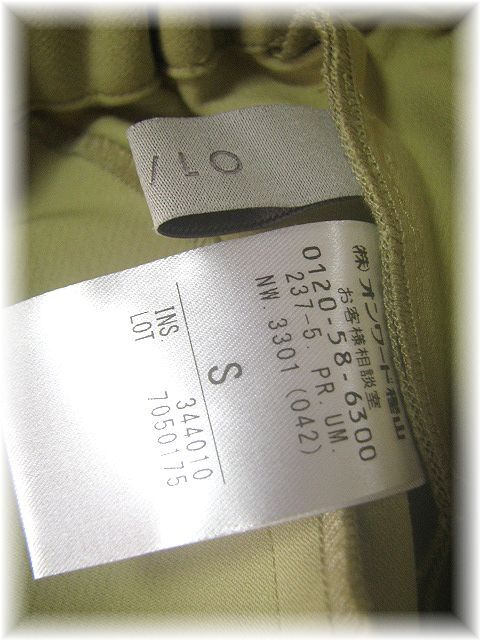 (株)オンワード樫山
お客様相談室
0120-58-6300
237-5. PR. UM.
NW. 3301 (042)
S
INS 344010
LOT 7050175